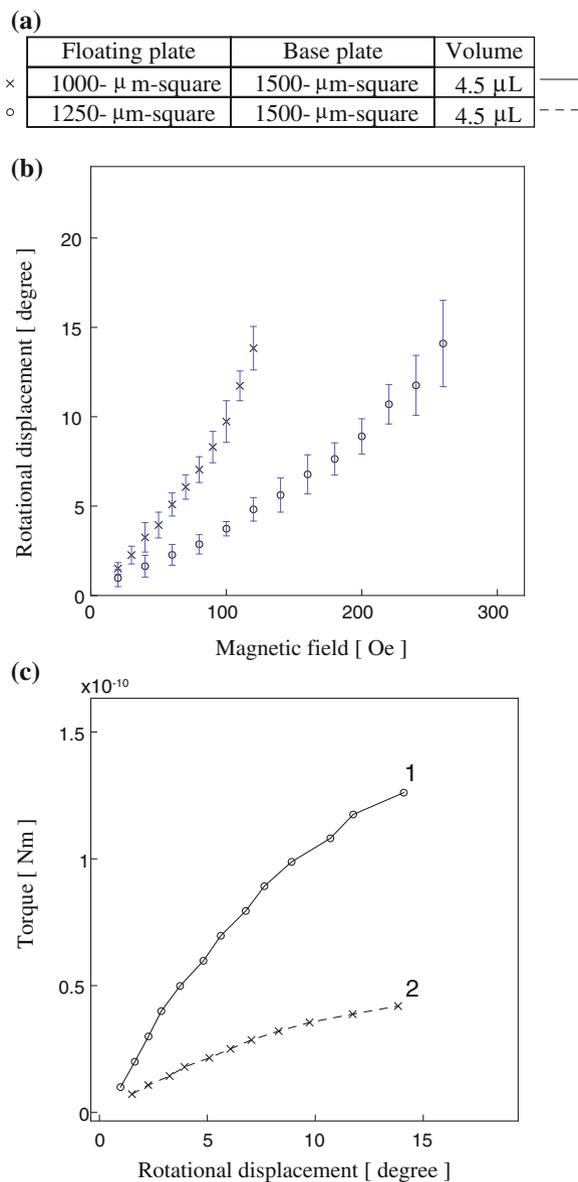 (a)
Floating plate Base plate Volume
× 1000- μ m-square 1500- μm-square 4.5 μL
○ 1250- μm-square 1500- μm-square 4.5 μL
(b)
20
15
10
5
0
0 100 200 300
Rotational displacement [ degree ]
Magnetic field [ Oe ]
(c)
x10⁻¹⁰
1.5
1
0.5
0
0 5 10 15
1
2
Torque [ Nm ]
Rotational displacement [ degree ]